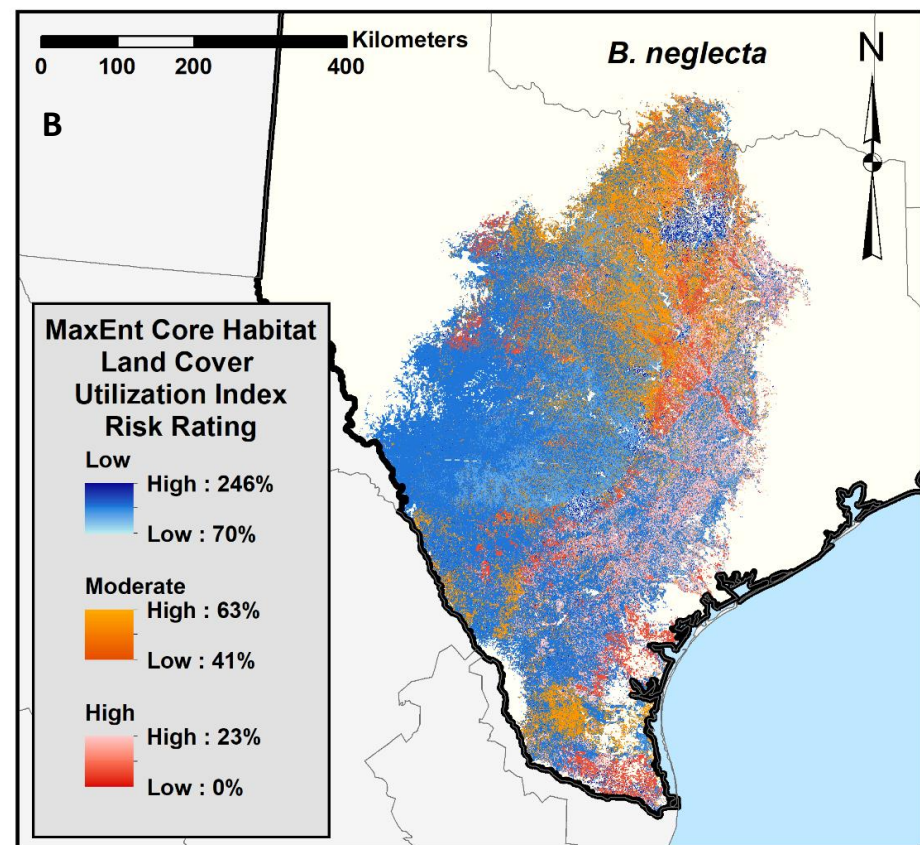 Kilometers
0 100 200 400
B. neglecta
N
B
MaxEnt Core Habitat
Land Cover
Utilization Index
Risk Rating
Low
High : 246%
Low : 70%
Moderate
High : 63%
Low : 41%
High
High : 23%
Low : 0%